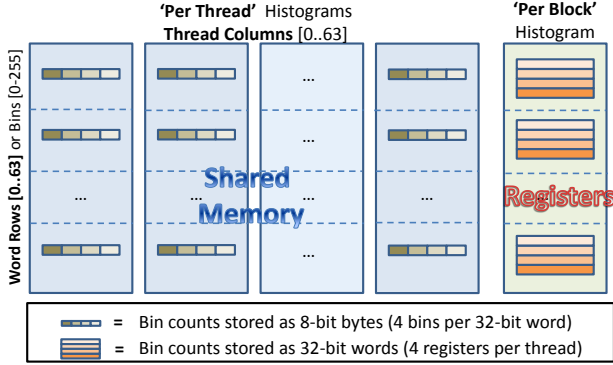 ‘Per Thread’ Histograms
Thread Columns [0..63]
‘Per Block’
Histogram
Word Rows [0..63] or Bins [0-255]
...
...
... ... ... ...
Shared
Memory
Registers
...
= Bin counts stored as 8-bit bytes (4 bins per 32-bit word)
= Bin counts stored as 32-bit words (4 registers per thread)